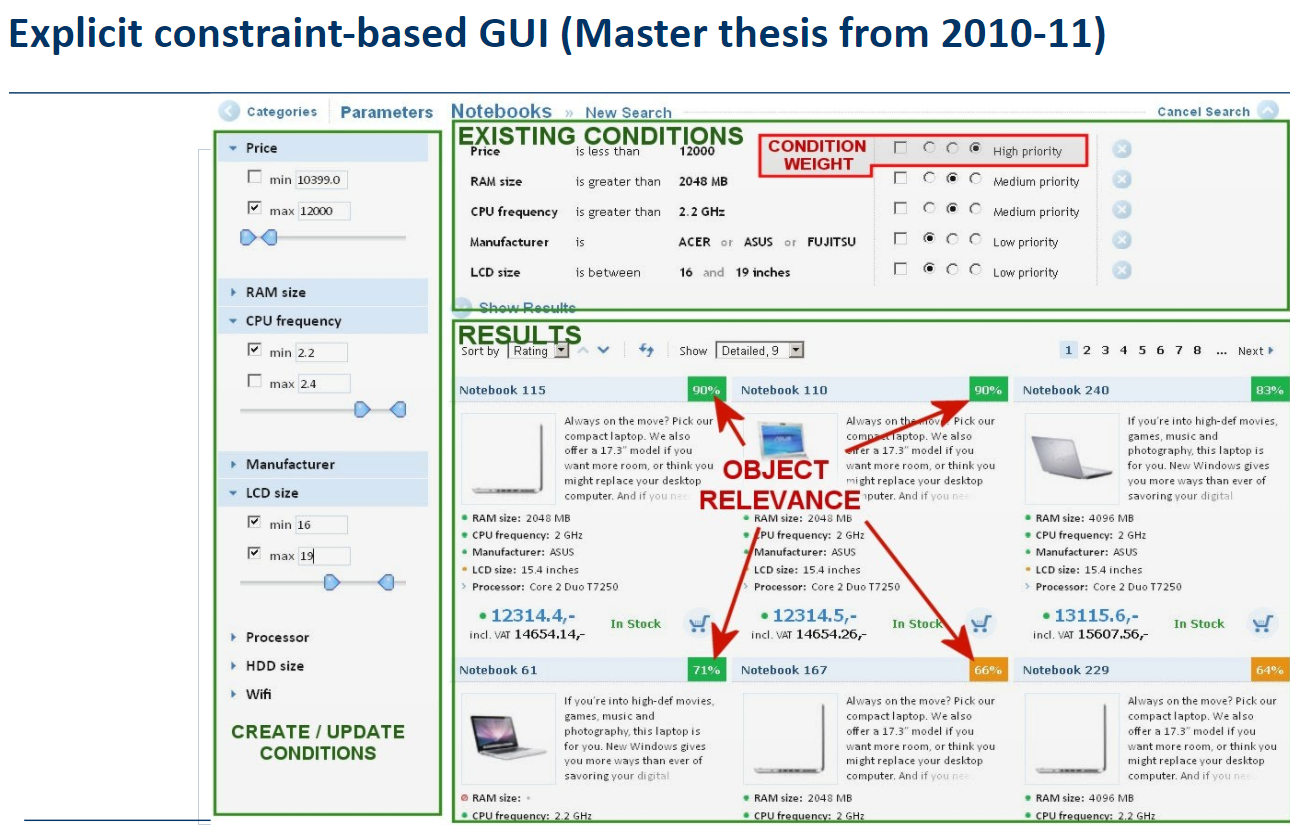 Explicit constraint-based GUI (Master thesis from 2010-11)
Categories Parameters Notebooks » New Search Cancel Search
Price
min 10399.0
max 12000
RAM size
CPU frequency
min 2.2
max 2.4
Manufacturer
LCD size
min 16
max 19
Processor
HDD size
Wifi
CREATE / UPDATE
CONDITIONS
EXISTING CONDITIONS
CONDITION
WEIGHT
Price is less than 12000 High priority
RAM size is greater than 2048 MB Medium priority
CPU frequency is greater than 2.2 GHz Medium priority
Manufacturer is ACER or ASUS or FUJITSU Low priority
LCD size is between 16 and 19 inches Low priority
Show Results
RESULTS
Sort by Rating Show Detailed, 9 1 2 3 4 5 6 7 8 ... Next
Notebook 115 90%
Always on the move? Pick our
compact laptop. We also
offer a 17.3" model if you
want more room, or think you
might replace your desktop
computer. And if you need
RAM size: 2048 MB
CPU frequency: 2 GHz
Manufacturer: ASUS
LCD size: 15.4 inches
Processor: Core 2 Duo T7250
12314.4,-
incl. VAT 14654.14,-
In Stock
Notebook 110 90%
Always on the move? Pick our
compact laptop. We also
offer a 17.3" model if you
want more room, or think you
might replace your desktop
computer. And if you need
RAM size: 2048 MB
CPU frequency: 2 GHz
Manufacturer: ASUS
LCD size: 15.4 inches
Processor: Core 2 Duo T7250
12314.5,-
incl. VAT 14654.26,-
In Stock
Notebook 240 83%
If you're into high-def movies,
games, music and
photography, this laptop is
for you. New Windows gives
you more ways than ever of
savoring your digital
RAM size: 4096 MB
CPU frequency: 2 GHz
Manufacturer: ASUS
LCD size: 15.4 inches
Processor: Core 2 Duo T7250
13115.6,-
incl. VAT 15607.56,-
In Stock
OBJECT
RELEVANCE
Notebook 61 71%
If you're into high-def movies,
games, music and
photography, this laptop is
for you. New Windows gives
you more ways than ever of
savoring your digital
RAM size: -
CPU frequency: 2.2 GHz
Notebook 167 66%
Always on the move? Pick our
compact laptop. We also
offer a 17.3" model if you
want more room, or think you
might replace your desktop
computer. And if you need
RAM size: 2048 MB
CPU frequency: 2 GHz
Notebook 229 64%
Always on the move? Pick our
compact laptop. We also
offer a 17.3" model if you
want more room, or think you
might replace your desktop
computer. And if you need
RAM size: 4096 MB
CPU frequency: 2.2 GHz